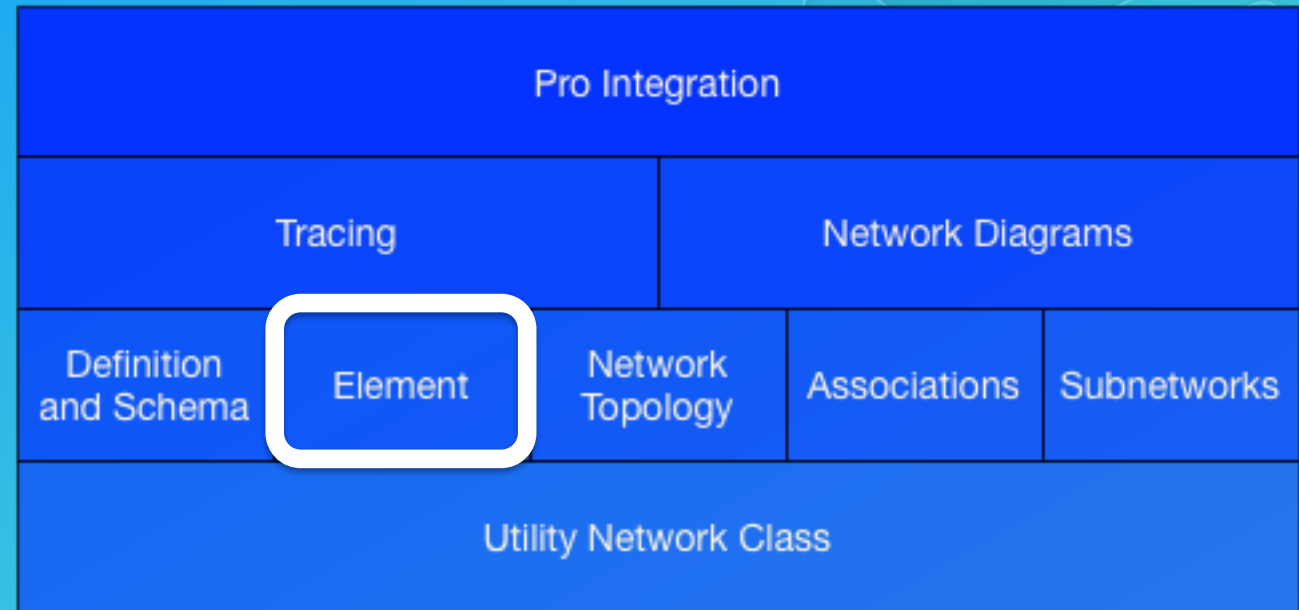 Pro Integration
Tracing
Network Diagrams
Definition
and Schema
Element
Network
Topology
Associations
Subnetworks
Utility Network Class